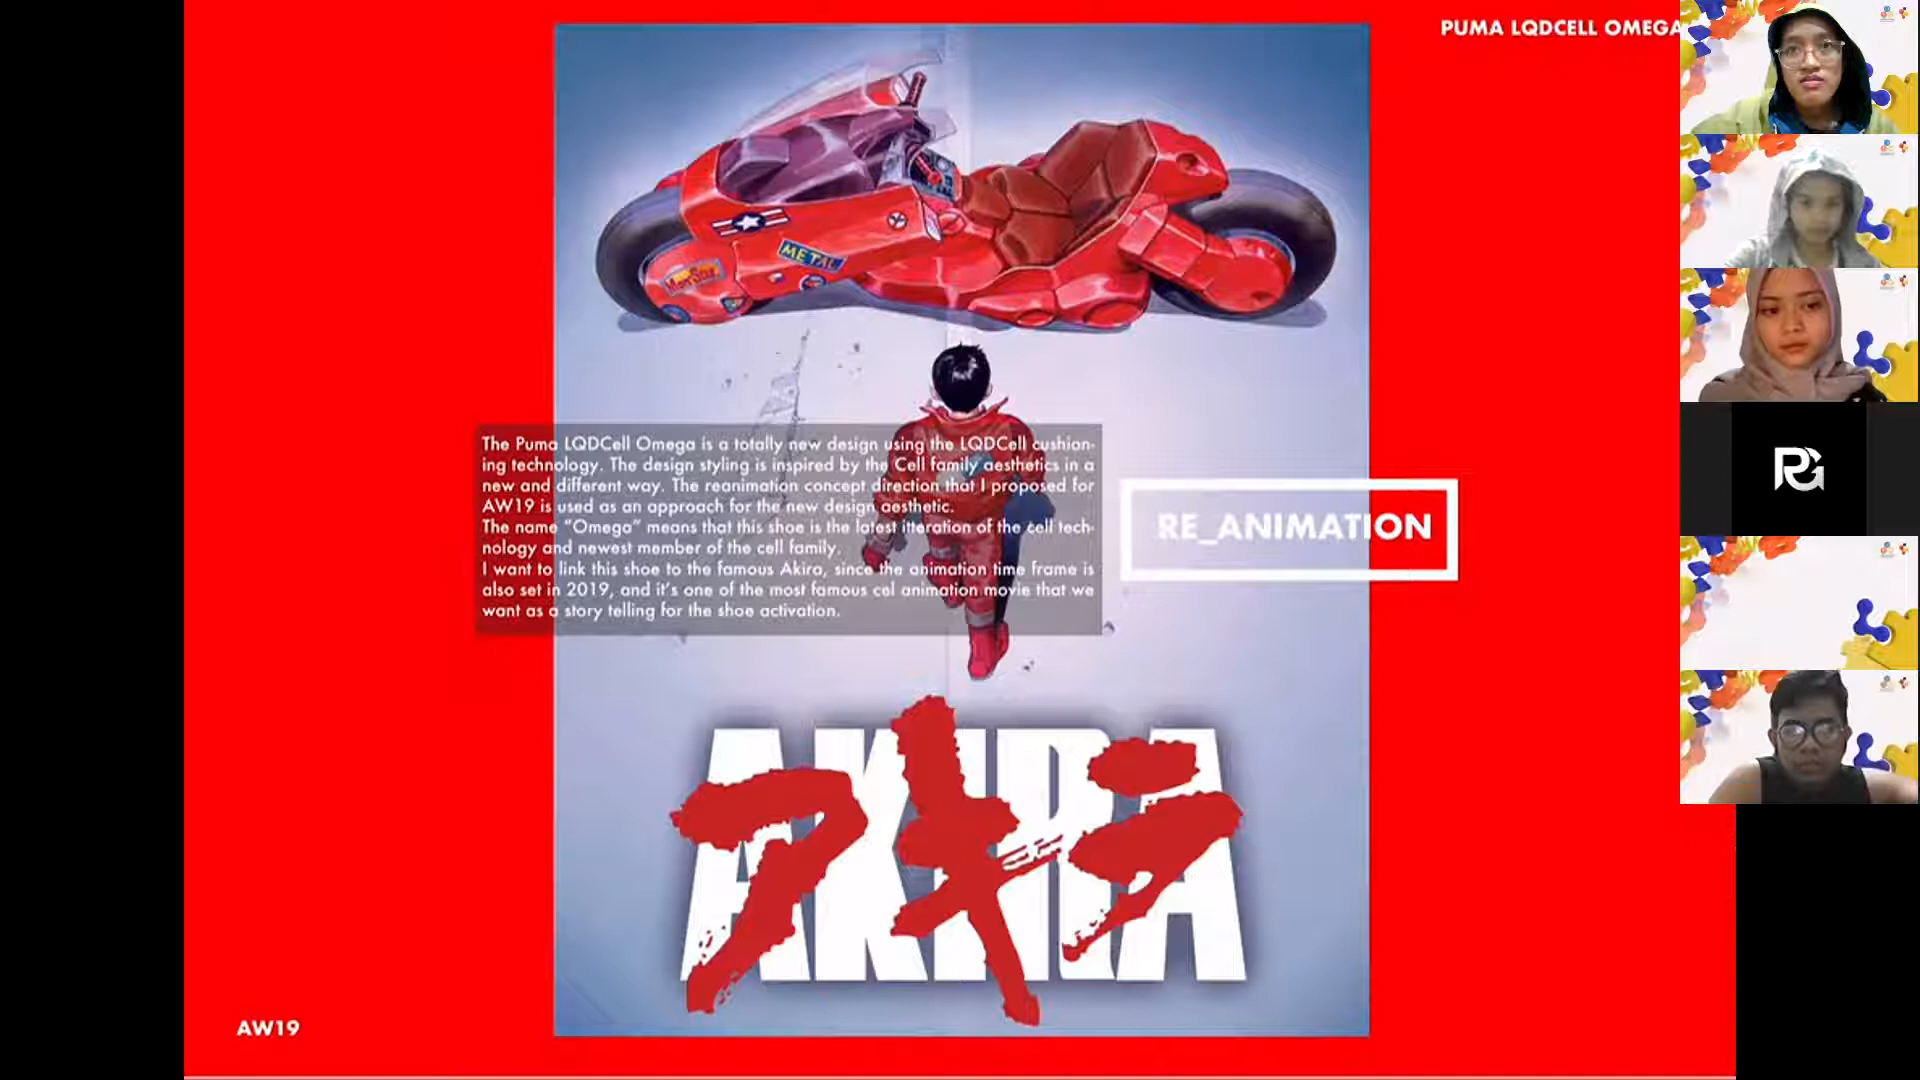 PUMA LQDCELL OMEGA
METAL
The Puma LQDCell Omega is a totally new design using the LQDCell cushion-
ing technology. The design styling is inspired by the Cell family aesthetics in a
new and different way. The reanimation concept direction that I proposed for
AW19 is used as an approach for the new design aesthetic.
The name “Omega” means that this shoe is the latest itteration of the cell tech-
nology and newest member of the cell family.
I want to link this shoe to the famous Akira, since the animation time frame is
also set in 2019, and it’s one of the most famous cel animation movie that we
want as a story telling for the shoe activation.
RE_ANIMATION
PG
AKIRA
アキラ
AW19